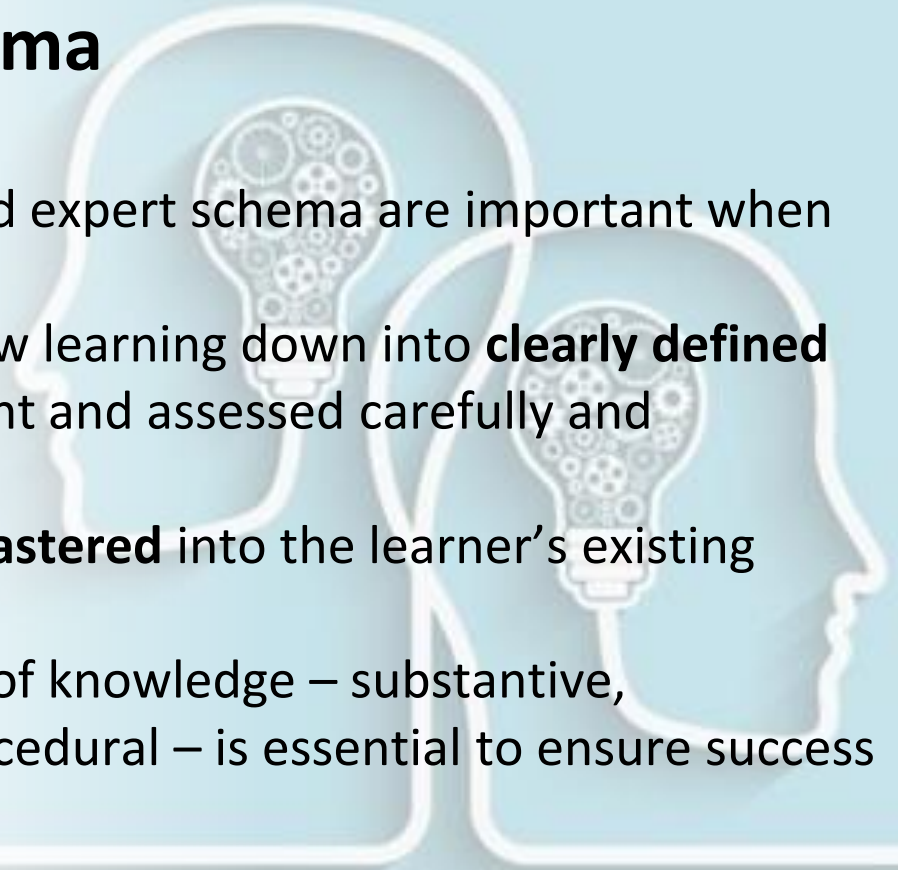 ma
d expert schema are important when
w learning down into clearly defined
nt and assessed carefully and
astered into the learner’s existing
of knowledge – substantive,
cedural – is essential to ensure success